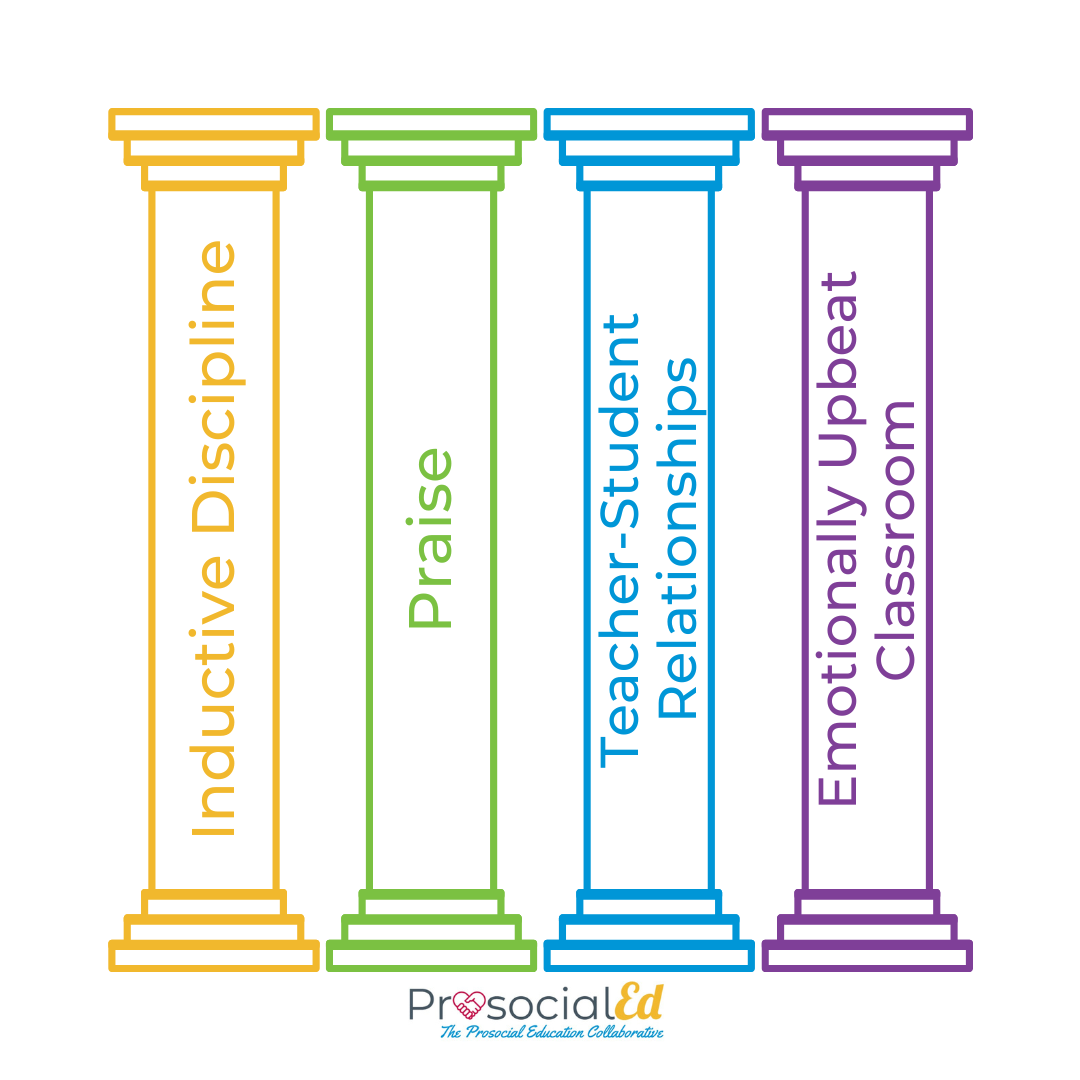 Inductive Discipline
Praise
Teacher-Student
Relationships
Emotionally Upbeat
Classroom
ProsocialEd
The Prosocial Education Collaborative